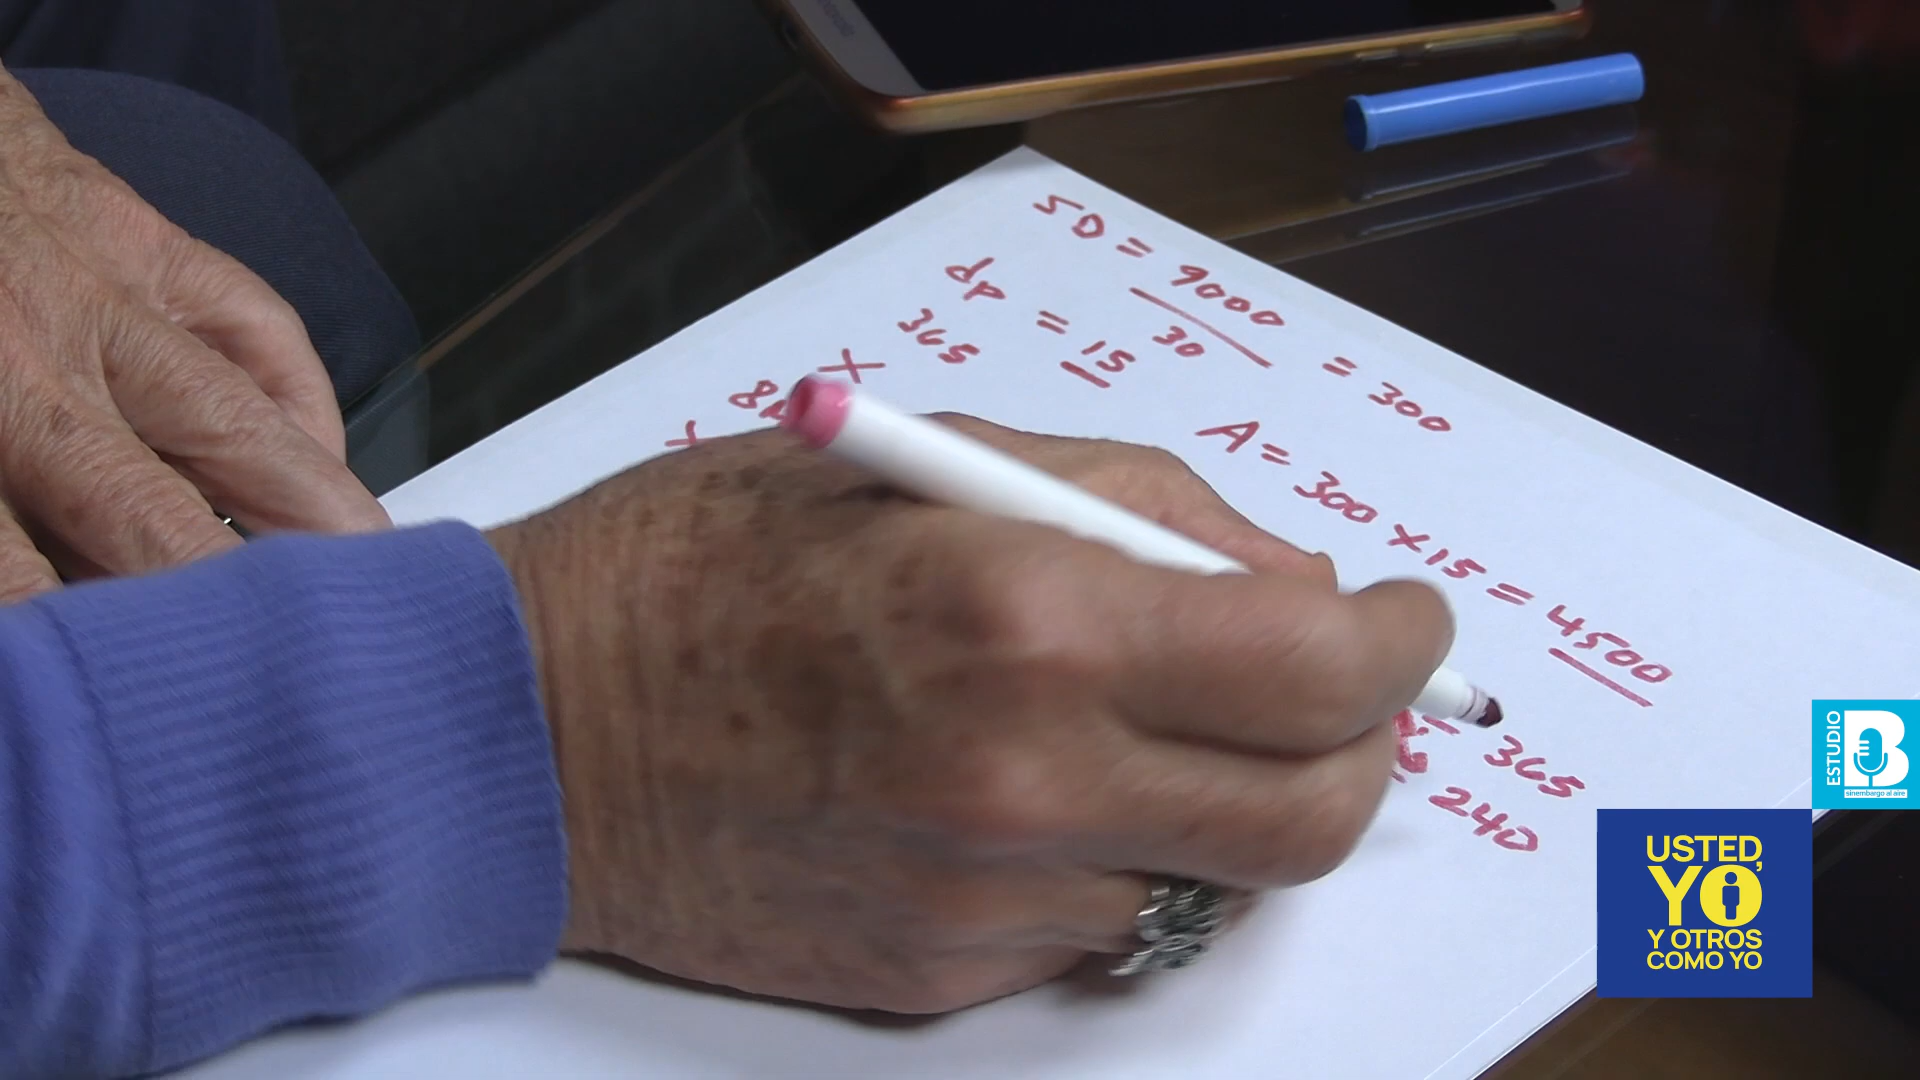 SD = 9000 = 300
30
dp = 15
365
A = 300 × 15 = 4500
X
8
X
365
240
ESTUDIO B
sinembargo al aire
USTED,
YO
Y OTROS
COMO YO